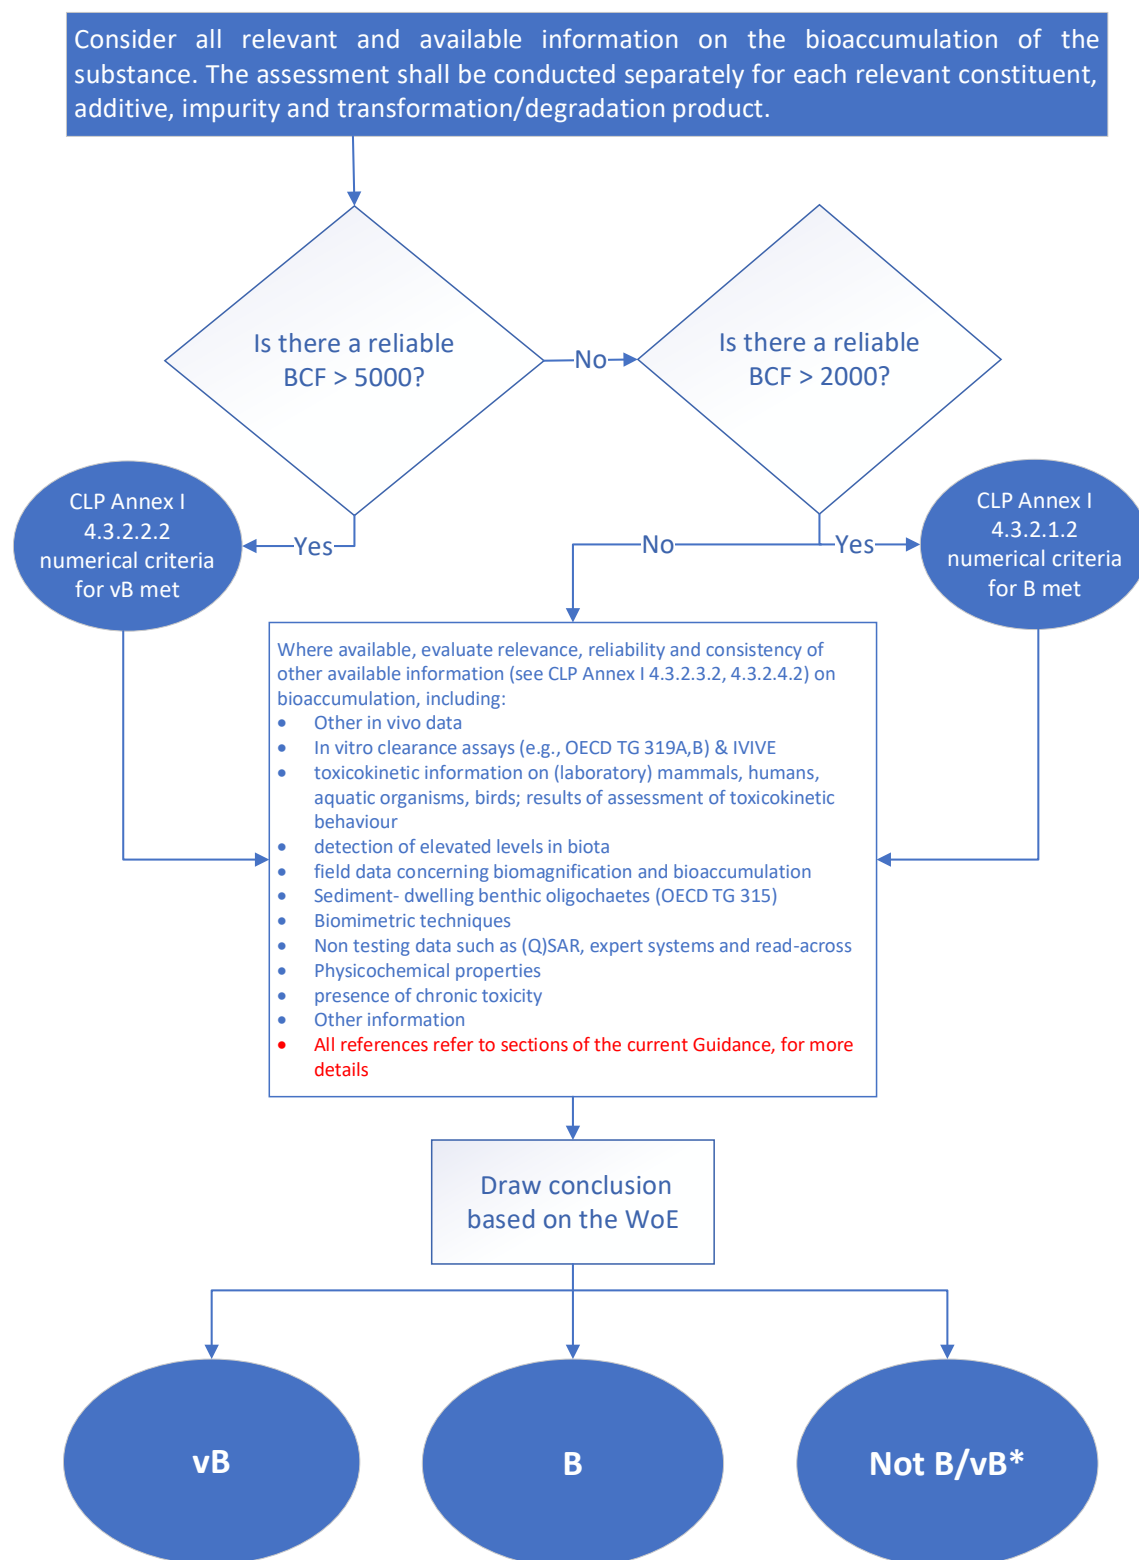 Consider all relevant and available information on the bioaccumulation of the
substance. The assessment shall be conducted separately for each relevant constituent,
additive, impurity and transformation/degradation product.
Is there a reliable
BCF > 5000?
No
Is there a reliable
BCF > 2000?
CLP Annex I
4.3.2.2.2
numerical criteria
for vB met
Yes
No
Yes
CLP Annex I
4.3.2.1.2
numerical criteria
for B met
Where available, evaluate relevance, reliability and consistency of
other available information (see CLP Annex I 4.3.2.3.2, 4.3.2.4.2) on
bioaccumulation, including:
• Other in vivo data
• In vitro clearance assays (e.g., OECD TG 319A,B) & IVIVE
• toxicokinetic information on (laboratory) mammals, humans,
aquatic organisms, birds; results of assessment of toxicokinetic
behaviour
• detection of elevated levels in biota
• field data concerning biomagnification and bioaccumulation
• Sediment- dwelling benthic oligochaetes (OECD TG 315)
• Biomimetric techniques
• Non testing data such as (Q)SAR, expert systems and read-across
• Physicochemical properties
• presence of chronic toxicity
• Other information
• All references refer to sections of the current Guidance, for more
details
Draw conclusion
based on the WoE
vB
B
Not B/vB*